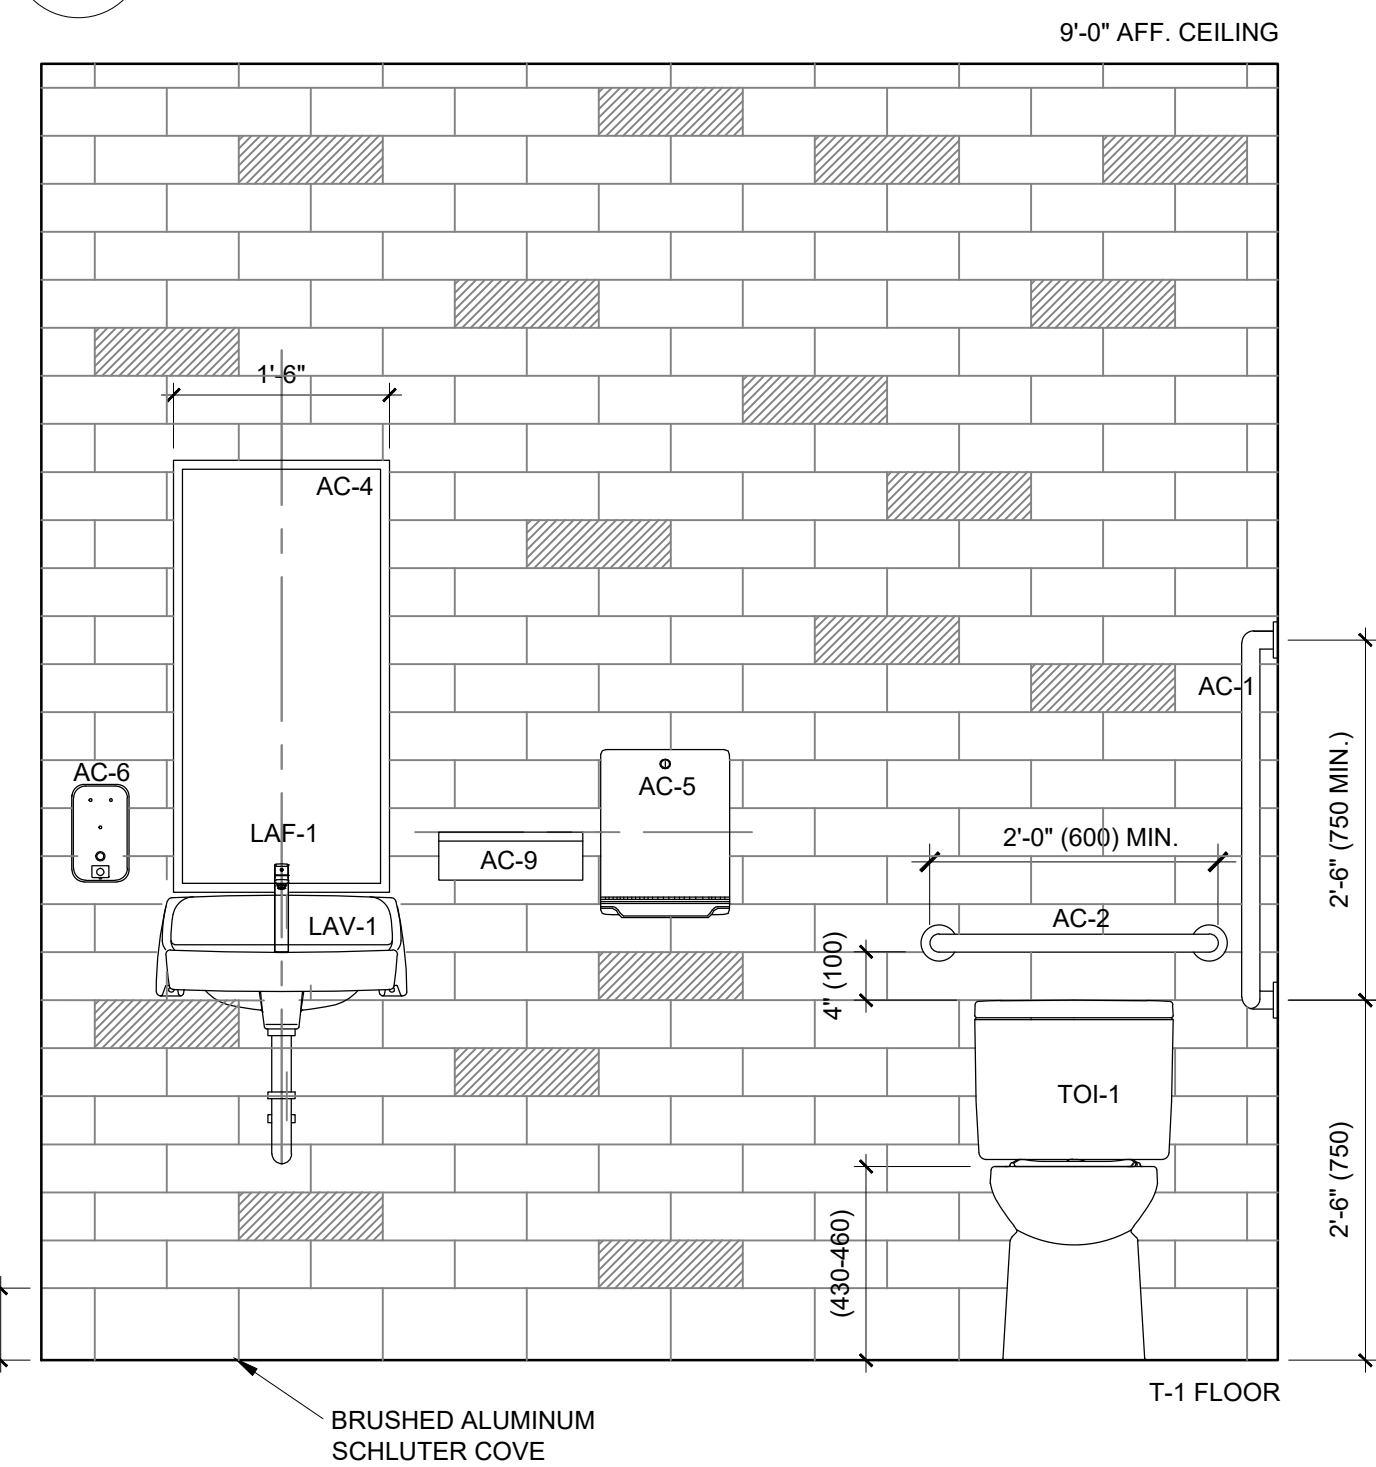 9'-0" AFF. CEILING
1'-6"
AC-4
AC-1
AC-6
AC-5
LAF-1
2'-0" (600) MIN.
2'-6" (750 MIN.)
AC-9
AC-2
LAV-1
4" (100)
TOI-1
2'-6" (750)
(430-460)
T-1 FLOOR
BRUSHED ALUMINUM
SCHLUTER COVE